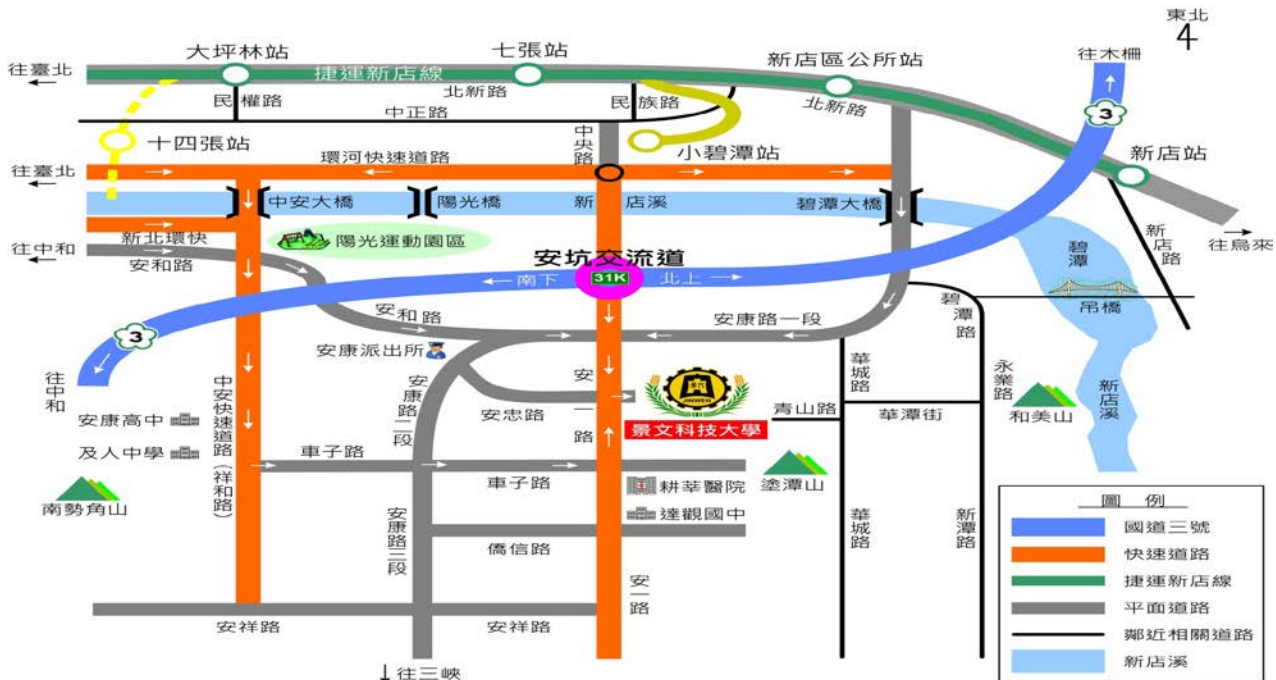 東北
4
大坪林站
七張站
新店區公所站
往木柵
往臺北
捷運新店線
北新路
北新路
民權路
中正路
民族路
3
十四張站
中央路
小碧潭站
新店站
環河快速道路
往臺北
中安大橋
陽光橋
新店溪
碧潭大橋
往烏來
新店路
新北環快
往中和
安和路
陽光運動園區
安坑交流道
碧潭
31K
南下
北上
吊橋
3
安和路
安康路一段
碧潭路
安康派出所
往中和
安康路二段
安一路
JINWEN
華城路
永業路
新店溪
中安快速道路(祥和路)
安康高中
安忠路
青山路
華潭街
和美山
景文科技大學
及人中學
車子路
車子路
耕莘醫院
塗潭山
南勢角山
達觀國中
安康路三段
僑信路
華城路
新潭路
安一路
安祥路
安祥路
往三峽
圖 例
國道三號
快速道路
捷運新店線
平面道路
鄰近相關道路
新店溪